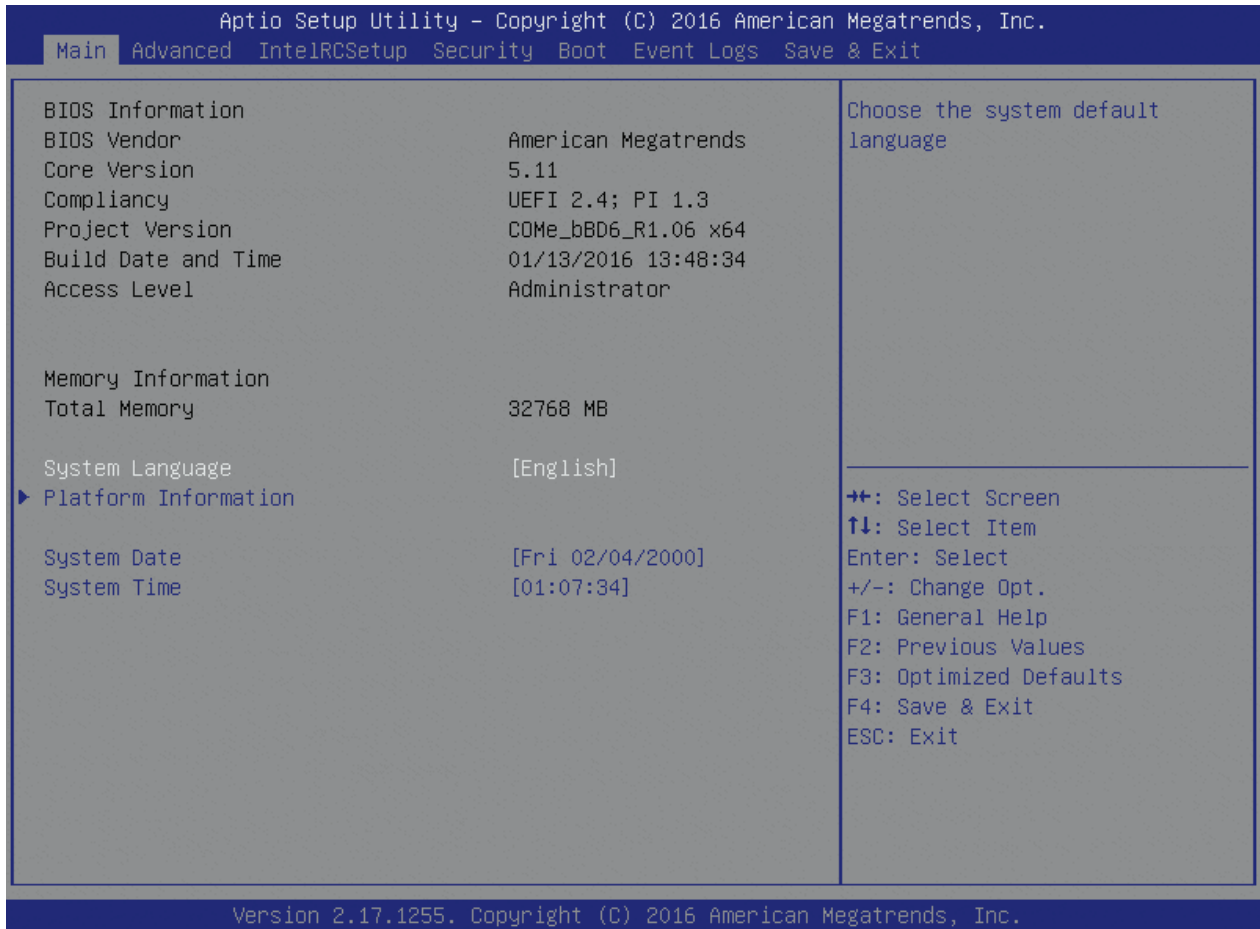 Aptio Setup Utility – Copyright (C) 2016 American Megatrends, Inc.
Main Advanced IntelRCSetup Security Boot Event Logs Save & Exit
BIOS Information
BIOS Vendor American Megatrends
Core Version 5.11
Compliancy UEFI 2.4; PI 1.3
Project Version COMe_bBD6_R1.06 x64
Build Date and Time 01/13/2016 13:48:34
Access Level Administrator
Memory Information
Total Memory 32768 MB
System Language [English]
Platform Information
System Date [Fri 02/04/2000]
System Time [01:07:34]
Choose the system default
language
→←: Select Screen
↑↓: Select Item
Enter: Select
+/-: Change Opt.
F1: General Help
F2: Previous Values
F3: Optimized Defaults
F4: Save & Exit
ESC: Exit
Version 2.17.1255. Copyright (C) 2016 American Megatrends, Inc.